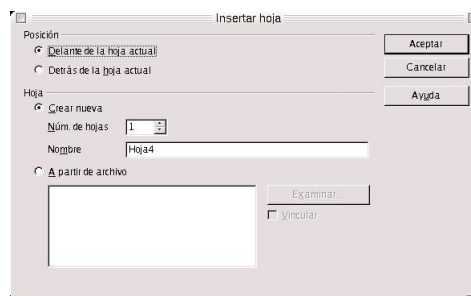 Insertar hoja
Posición
Delante de la hoja actual
Detrás de la hoja actual
Aceptar
Cancelar
Ayuda
Hoja
Crear nueva
Núm. de hojas 1
Nombre Hoja4
A partir de archivo
Examinar...
Vincular